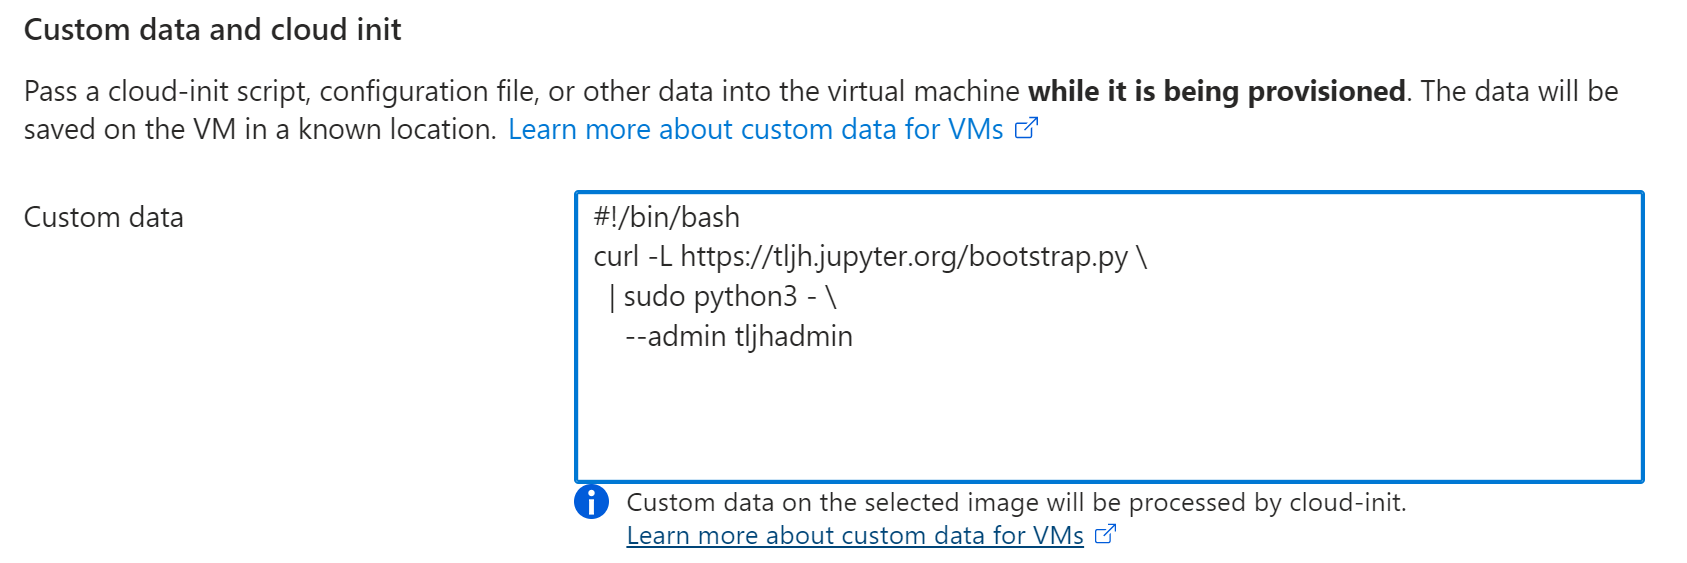 Custom data and cloud init
Pass a cloud-init script, configuration file, or other data into the virtual machine while it is being provisioned. The data will be
saved on the VM in a known location. Learn more about custom data for VMs
Custom data
#!/bin/bash
curl -L https://tljh.jupyter.org/bootstrap.py \
  | sudo python3 - \
    --admin tljhadmin
Custom data on the selected image will be processed by cloud-init.
Learn more about custom data for VMs